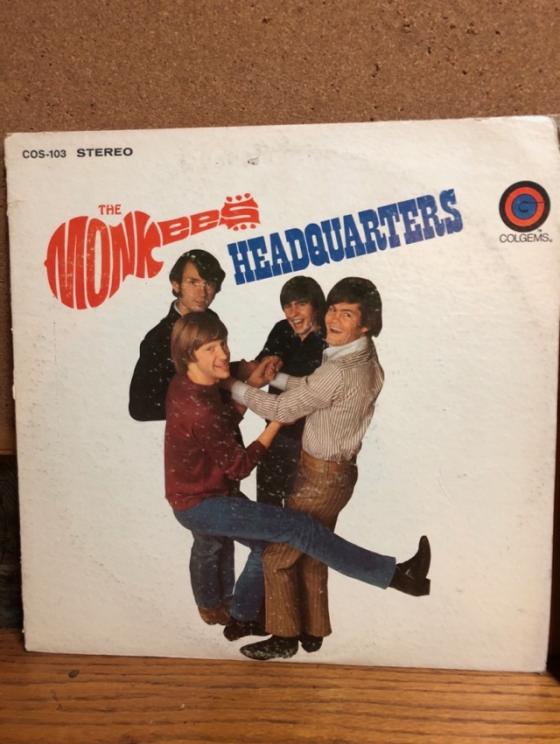 COS-103 STEREO
THE
MONKEES
HEADQUARTERS
COLGEMS